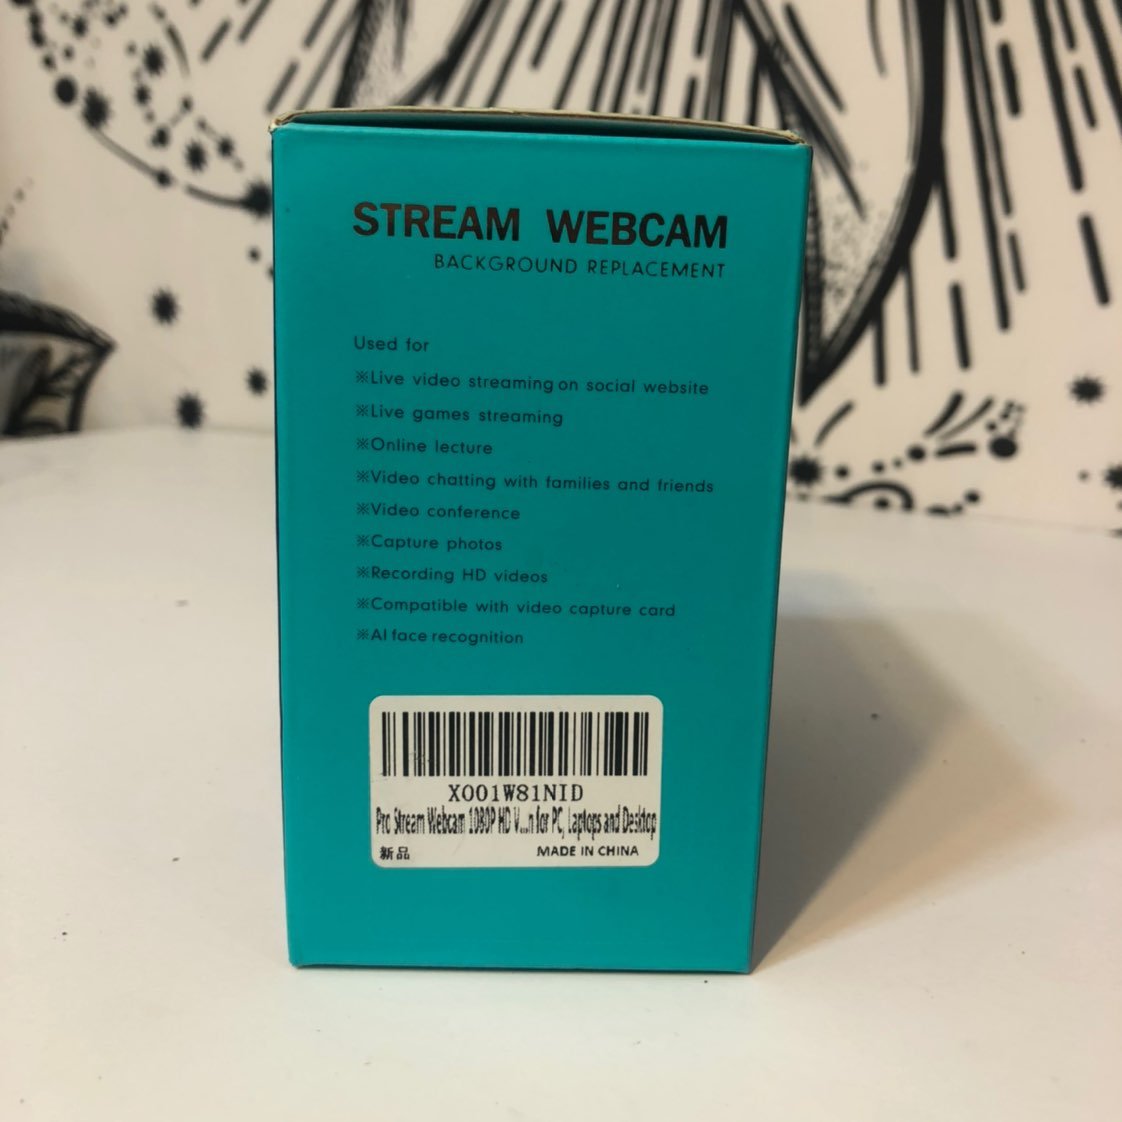 STREAM WEBCAM
BACKGROUND REPLACEMENT
Used for
※Live video streaming on social website
※Live games streaming
※Online lecture
※Video chatting with families and friends
※Video conference
※Capture photos
※Recording HD videos
※Compatible with video capture card
※AI face recognition
X001W81NID
Pro Stream Webcam 1080P HD V...n for PC, Laptops and Desktop
新品 MADE IN CHINA